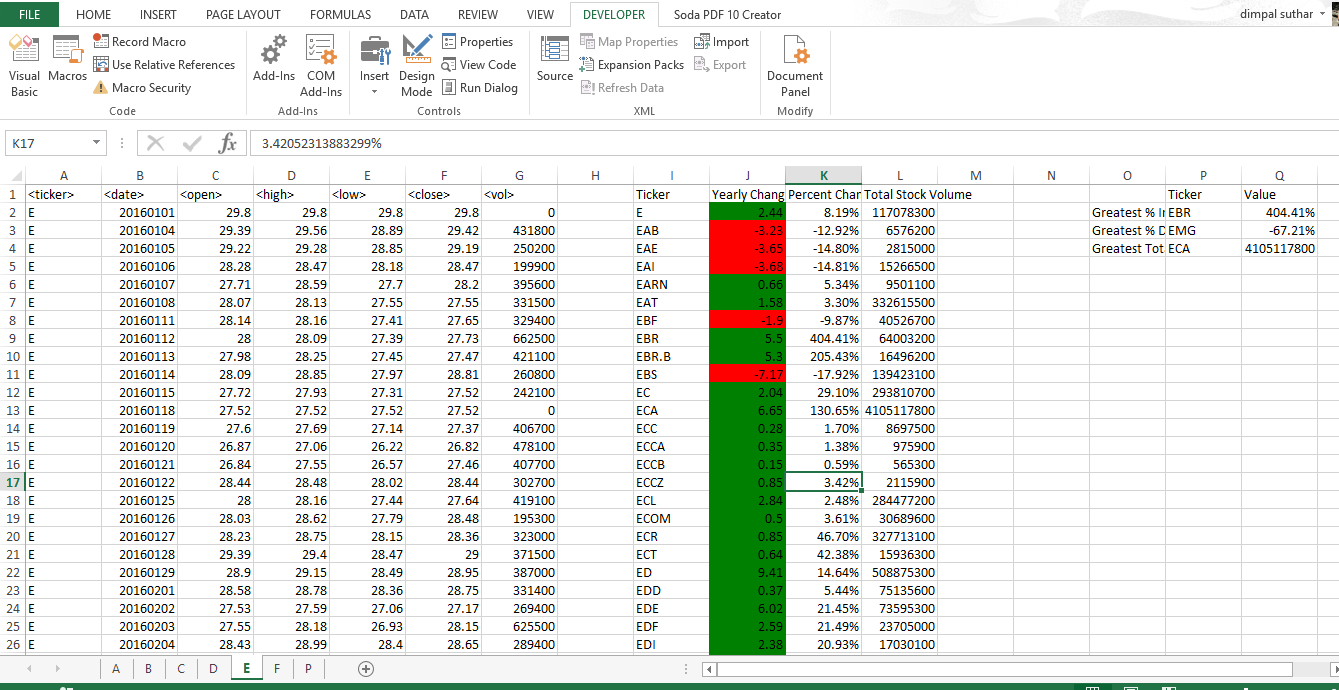 FILE HOME INSERT PAGE LAYOUT FORMULAS DATA REVIEW VIEW DEVELOPER Soda PDF 10 Creator dimpal suthar
Visual Basic
Macros
Record Macro
Use Relative References
Macro Security
Code
Add-Ins
COM Add-Ins
Add-Ins
Insert
Design Mode
Properties
View Code
Run Dialog
Controls
Source
Map Properties
Expansion Packs
Refresh Data
Import
Export
XML
Document Panel
Modify
K17 fx 3.42052313883299%
A B C D E F G H I J K L M N O P Q
1 <ticker> <date> <open> <high> <low> <close> <vol> Ticker Yearly Chang Percent Char Total Stock Volume Ticker Value
2 E 20160101 29.8 29.8 29.8 29.8 0 E 2.44 8.19% 117078300 Greatest % I EBR 404.41%
3 E 20160104 29.39 29.56 28.89 29.42 431800 EAB -3.23 -12.92% 6576200 Greatest % D EMG -67.21%
4 E 20160105 29.22 29.28 28.85 29.19 250200 EAE -3.65 -14.80% 2815000 Greatest Tot ECA 4105117800
5 E 20160106 28.28 28.47 28.18 28.47 199900 EAI -3.68 -14.81% 15266500
6 E 20160107 27.71 28.59 27.7 28.2 395600 EARN 0.66 5.34% 9501100
7 E 20160108 28.07 28.13 27.55 27.55 331500 EAT 1.58 3.30% 332615500
8 E 20160111 28.14 28.16 27.41 27.65 329400 EBF -1.9 -9.87% 40526700
9 E 20160112 28 28.09 27.39 27.73 662500 EBR 5.5 404.41% 64003200
10 E 20160113 27.98 28.25 27.45 27.47 421100 EBR.B 5.3 205.43% 16496200
11 E 20160114 28.09 28.85 27.97 28.81 260800 EBS -7.17 -17.92% 139423100
12 E 20160115 27.72 27.93 27.31 27.52 242100 EC 2.04 29.10% 293810700
13 E 20160118 27.52 27.52 27.52 27.52 0 ECA 6.65 130.65% 4105117800
14 E 20160119 27.6 27.69 27.14 27.37 406700 ECC 0.28 1.70% 8697500
15 E 20160120 26.87 27.06 26.22 26.82 478100 ECCA 0.35 1.38% 975900
16 E 20160121 26.84 27.55 26.57 27.46 407700 ECCB 0.15 0.59% 565300
17 E 20160122 28.44 28.48 28.02 28.44 302700 ECCZ 0.85 3.42% 2115900
18 E 20160125 28 28.16 27.44 27.64 419100 ECL 2.84 2.48% 284477200
19 E 20160126 28.03 28.62 27.79 28.48 195300 ECOM 0.5 3.61% 30689600
20 E 20160127 28.23 28.75 28.15 28.36 323000 ECR 0.85 46.70% 327713100
21 E 20160128 29.39 29.4 28.47 29 371500 ECT 0.64 42.38% 15936300
22 E 20160129 28.9 29.15 28.49 28.95 387000 ED 9.41 14.64% 508875300
23 E 20160201 28.58 28.78 28.36 28.75 331400 EDD 0.37 5.44% 75135600
24 E 20160202 27.53 27.59 27.06 27.17 269400 EDE 6.02 21.45% 73595300
25 E 20160203 27.55 28.18 26.93 28.15 625500 EDF 2.59 21.49% 23705000
26 E 20160204 28.43 28.99 28.4 28.65 289400 EDI 2.38 20.93% 17030100
A B C D E F P